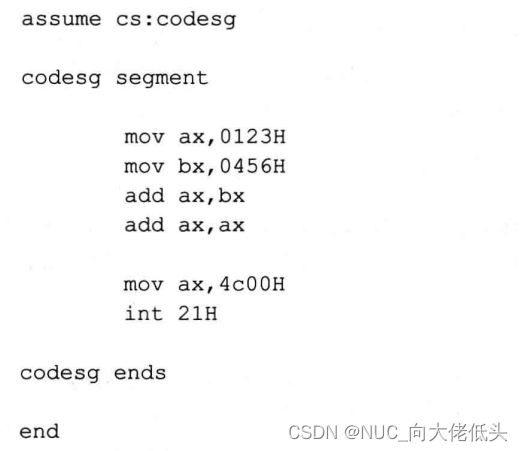 assume cs:codesg
codesg segment
mov ax,0123H
mov bx,0456H
add ax,bx
add ax,ax
mov ax,4c00H
int 21H
codesg ends
end
CSDN @NUC_向大佬低头